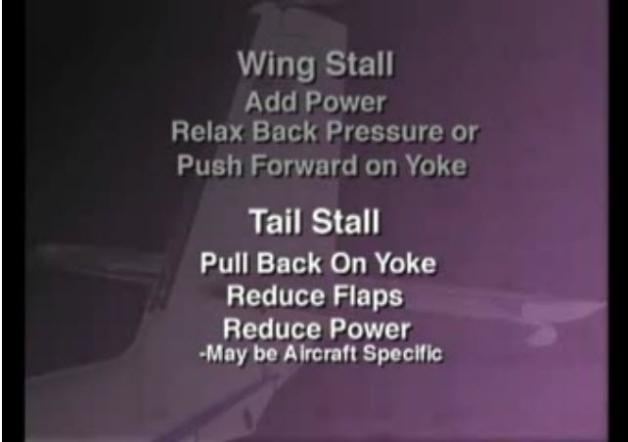 Wing Stall
Add Power
Relax Back Pressure or
Push Forward on Yoke
Tail Stall
Pull Back On Yoke
Reduce Flaps
Reduce Power
-May be Aircraft Specific